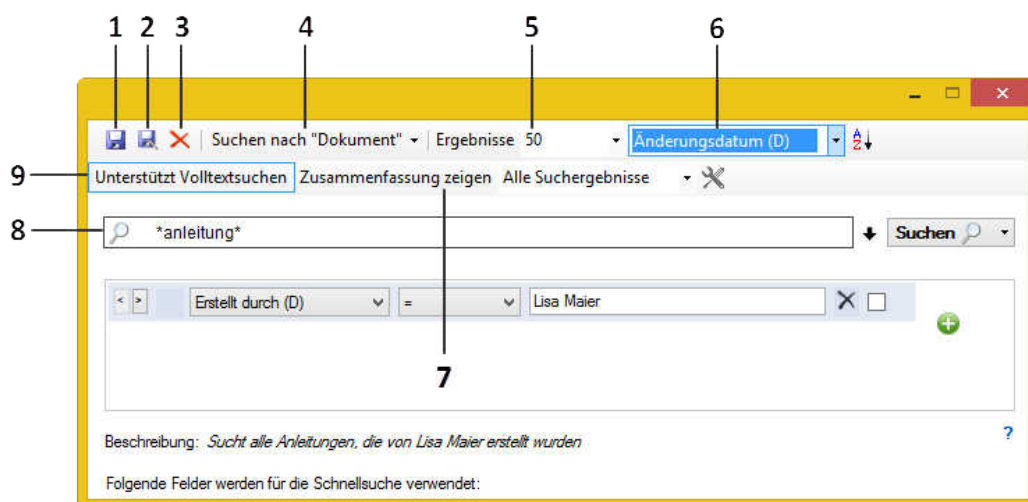 1 2 3 4 5 6
Suchen nach "Dokument" Ergebnisse 50 Änderungsdatum (D) A Z
9 Unterstützt Volltextsuchen Zusammenfassung zeigen Alle Suchergebnisse
8 *anleitung* Suchen
< > Erstellt durch (D) = Lisa Maier
7
Beschreibung: Sucht alle Anleitungen, die von Lisa Maier erstellt wurden ?
Folgende Felder werden für die Schnellsuche verwendet: